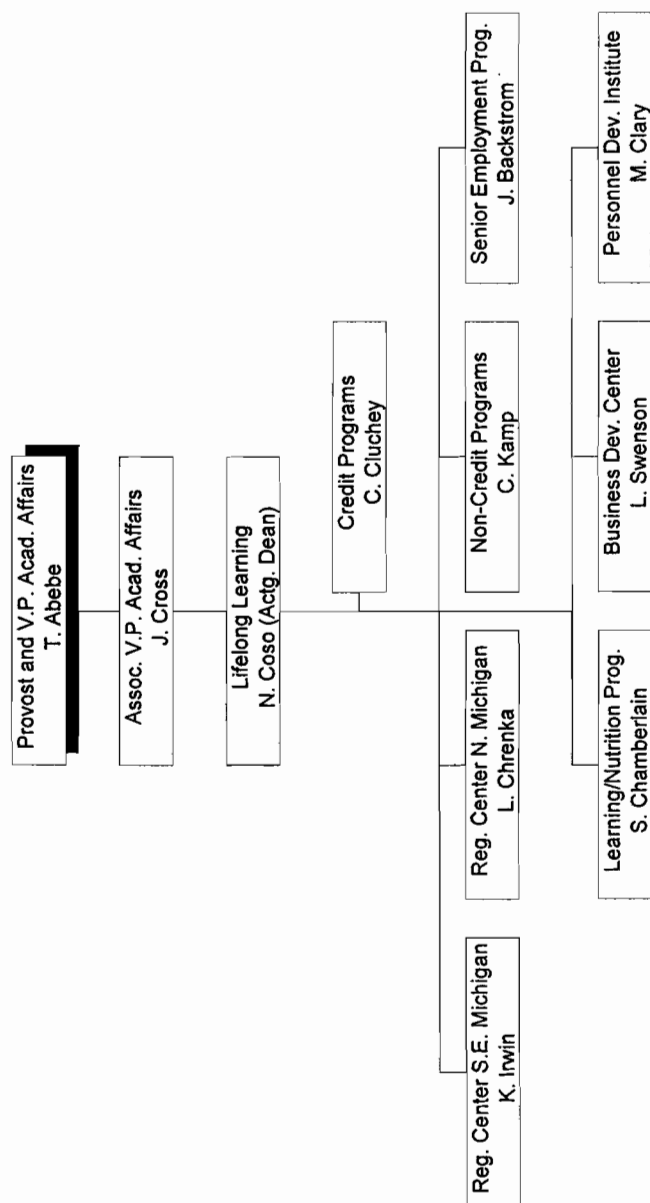 Provost and V.P. Acad. Affairs
T. Abebe
Assoc. V.P. Acad. Affairs
J. Cross
Lifelong Learning
N. Coso (Actg. Dean)
Credit Programs
C. Cluchey
Reg. Center S.E. Michigan
K. Irwin
Reg. Center N. Michigan
L. Chrenka
Non-Credit Programs
C. Kamp
Senior Employment Prog.
J. Backstrom
Learning/Nutrition Prog.
S. Chamberlain
Business Dev. Center
L. Swenson
Personnel Dev. Institute
M. Clary